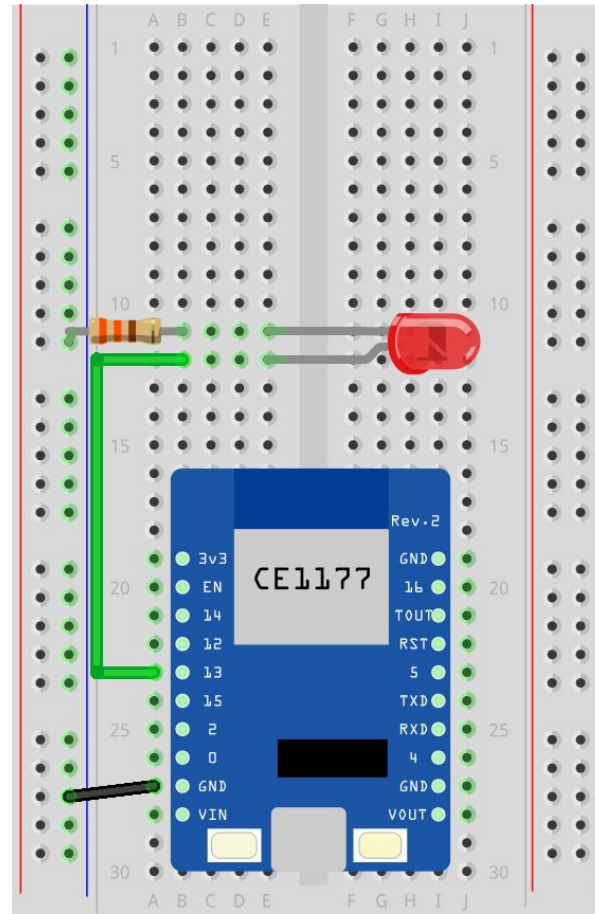 A B C D E F G H I J
1 1
5 5
10 10
15 15
Rev.2
CE1177
3v3 GND
20 EN 16 20
14 TOUT
12 RST
13 5
15 TXD
25 2 RXD 25
0 4
GND GND
VIN VOUT
30 30
A B C D E F G H I J